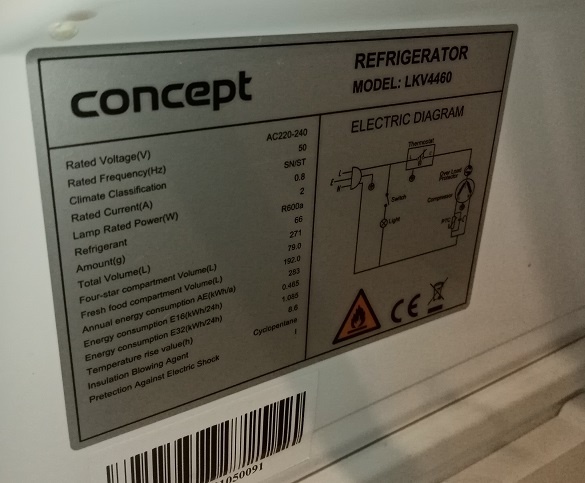 concept
REFRIGERATOR
MODEL: LKV4460
Rated Voltage(V) AC220-240
Rated Frequency(Hz) 50
Climate Classification SN/ST
Rated Current(A) 0.8
Lamp Rated Power(W) 2
Refrigerant R600a
Amount(g) 66
Total Volume(L) 271
Four-star compartment Volume(L) 79.0
Fresh food compartment Volume(L) 192.0
Annual energy consumption AE(kWh/a) 283
Energy consumption E16(kWh/24h) 0.465
Energy consumption E32(kWh/24h) 1.085
Temperature rise value(h) 6.6
Insulation Blowing Agent Cyclopentane
Pretection Against Electric Shock I
ELECTRIC DIAGRAM
Thermostat
Over Load
Protector
Compressor
Switch
Light
PTC
CE
1050091